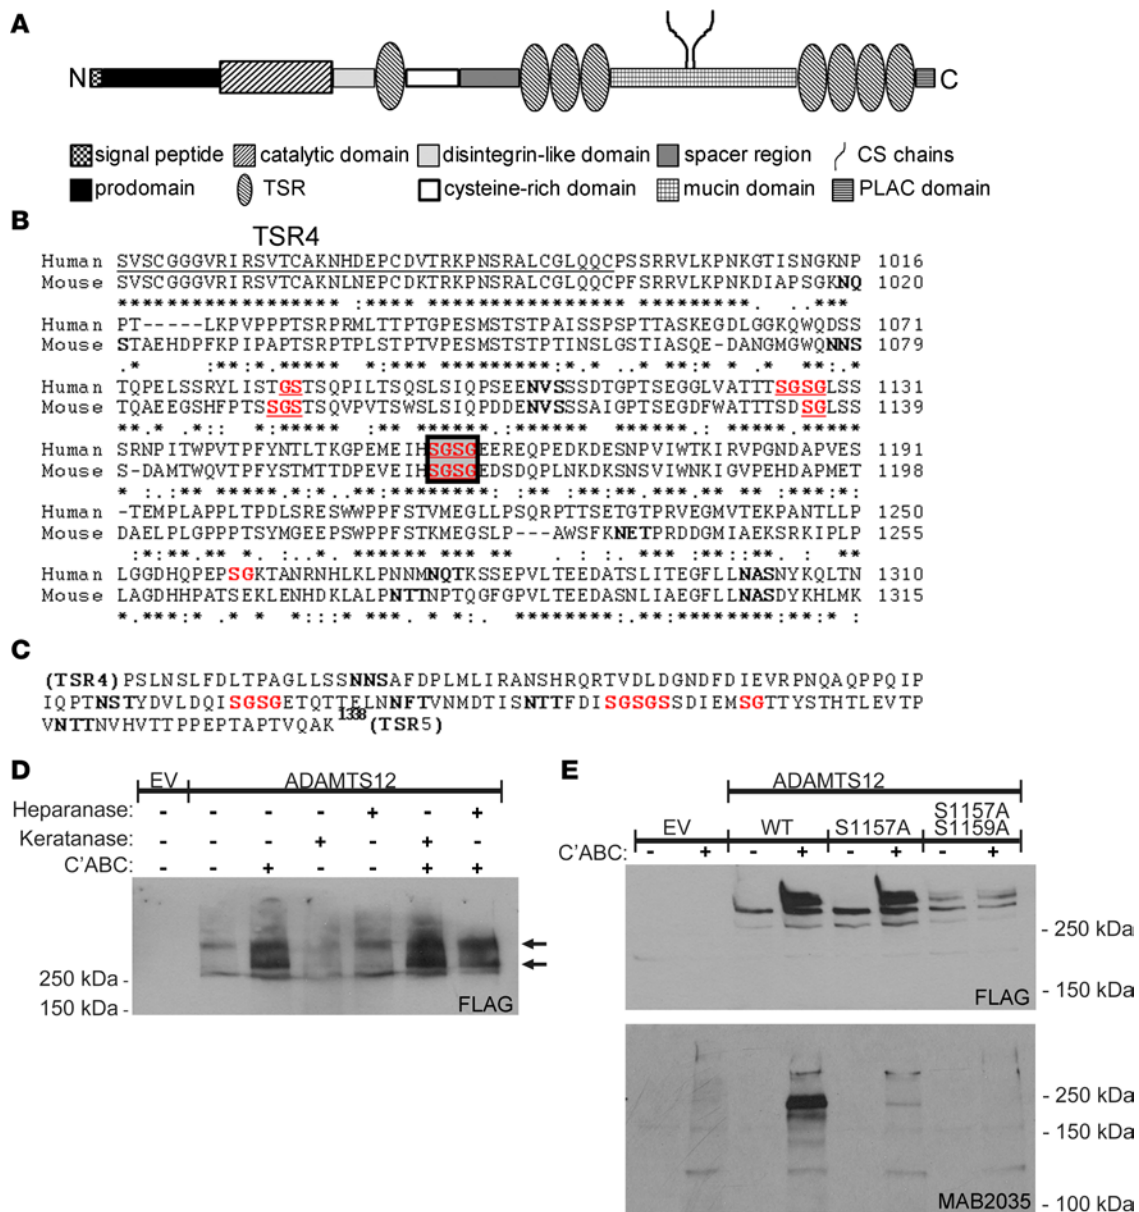 A
N
C
signal peptide
catalytic domain
disintegrin-like domain
spacer region
CS chains
prodomain
TSR
cysteine-rich domain
mucin domain
PLAC domain
B
TSR4
Human SVSCGGGVRIRSVTCAKNHDEPCDVTRKPNSRALCGLQQCPSSRRVLKPNKGTISNGKNP 1016
Mouse SVSCGGGVRIRSVTCAKNLNEPCDKTRKPNSRALCGLQQCPFSRRVLKPNKDIAPSGKNQ 1020
Human PT-----LKPVPPPTSRPRMLTTPTGPESMSTSTPAISSPSPTTASKEGDLGGKQWQDSS 1071
Mouse STAEHDPFKPIPAPTSRPTPLSTPTVPESMSTSTPTINSLGSTIASQE-DANGMGWQNNS 1079
Human TQPELSSRYLISTGSTSQPILTSQSLSIQPSEENVSSSDTGPTSEGGLVATTTSGSGLSS 1131
Mouse TQAEEGSHFPTSSGSTSQVPVTSWSLSIQPDDENVSSSAIGPTSEGDFWATTTSDSGLSS 1139
Human SRNPITWPVTPFYNTLTKGPEMEIHSGSGEEREQPEDKDESNPVIWTKIRVPGNDAPVES 1191
Mouse S-DAMTWQVTPFYSTMTTDPEVEIHSGSGEDSDQPLNKDKSNSVIWNKIGVPEHDAPMET 1198
Human -TEMPLAPPLTPDLSRESWWPPFSTVMEGLLPSQRPTTSETGTPRVEGMVTEKPANTLLP 1250
Mouse DAELPLGPPPTSYMGEEPSWPPFSTKMEGSLP---AWSFKNETPRDDGMIAEKSRKIPLP 1255
Human LGGDHQPEPSGKTANRNHLKLPNNMNQTKSSEPVLTEEDATSLITEGFLLNASNYKQLTN 1310
Mouse LAGDHHPATSEKLENHDKLALPNTTNPTQGFGPVLTEEDASNLIAEGFLLNASDYKHLMK 1315
C
(TSR4)PSLNSLFDLTPAGLLSSNNSAFDPLMLIRANSHRQRTVDLDGNDFDIEVRPNQAQPPQIP
IQPTNSTYDVLDQISGSGETQTTELNNFTVNMDTISNTTFDISGSGSSDIEMSGTTYSTHTLEVTP
VNTTNVHVTTPPEPTAPTVQAK 1338 (TSR5)
D
EV ADAMTS12
Heparanase: - - - - + - +
Keratanase: - - - + - + -
C'ABC: - - + - - + +
250 kDa -
150 kDa -
FLAG
E
ADAMTS12
EV WT S1157A S1157A S1159A
C'ABC: - + - + - + - +
- 250 kDa
- 150 kDa
FLAG
- 250 kDa
- 150 kDa
- 100 kDa
MAB2035